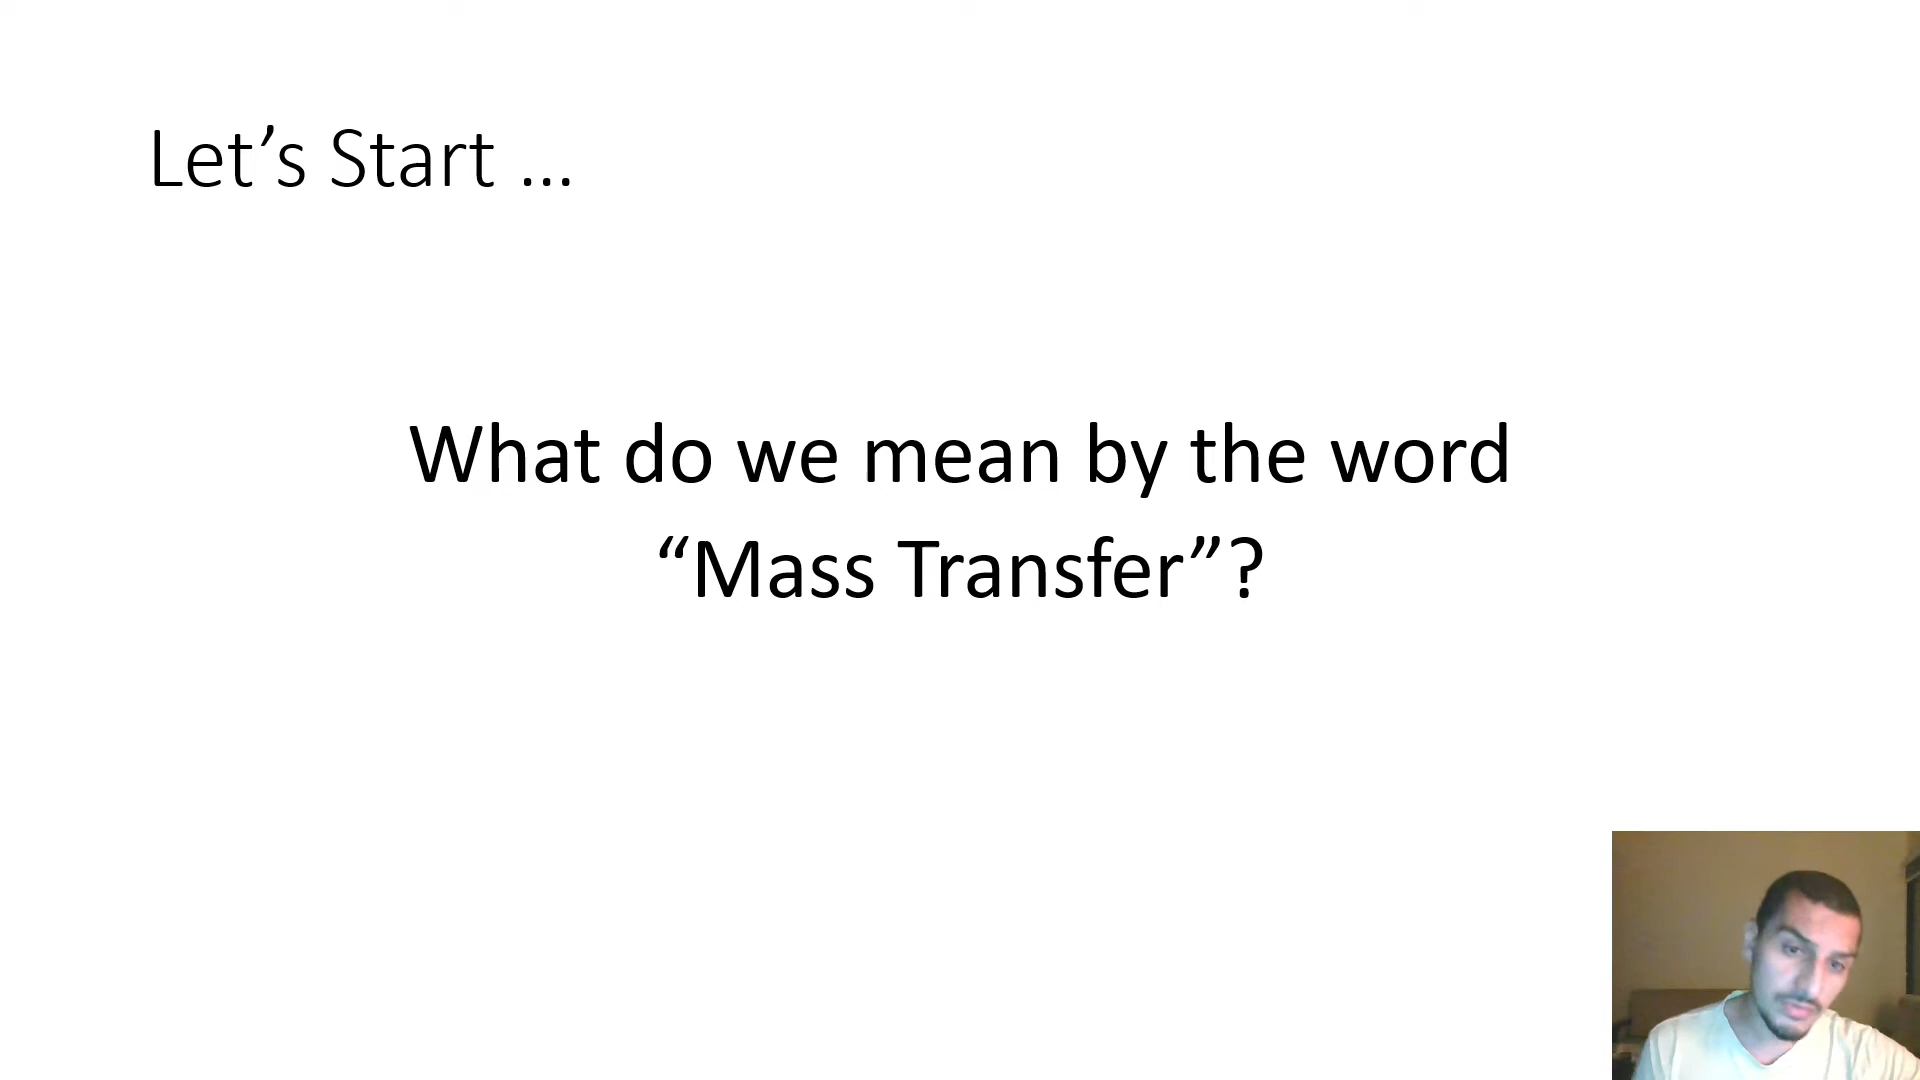 Let’s Start ...
What do we mean by the word
“Mass Transfer”?